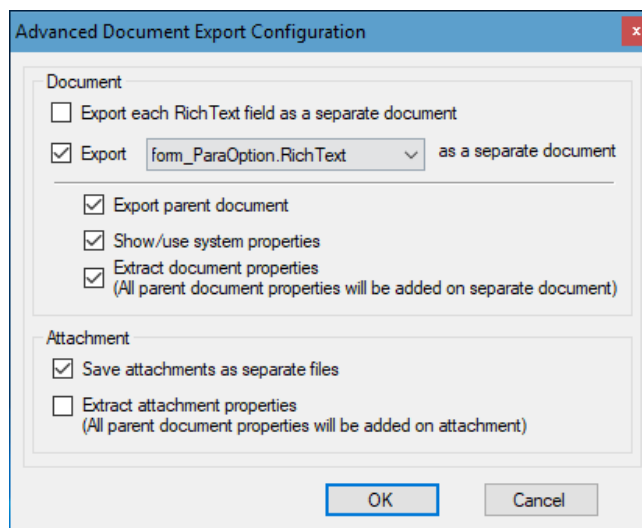 Advanced Document Export Configuration
x
Document
Export each RichText field as a separate document
Export form_ParaOption.RichText as a separate document
Export parent document
Show/use system properties
Extract document properties
(All parent document properties will be added on separate document)
Attachment
Save attachments as separate files
Extract attachment properties
(All parent document properties will be added on attachment)
OK Cancel